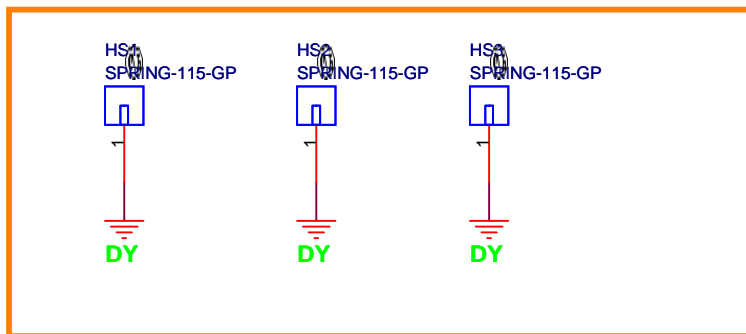 HS1 HS2 HS3
SPRING-115-GP SPRING-115-GP SPRING-115-GP
1 1 1
DY DY DY